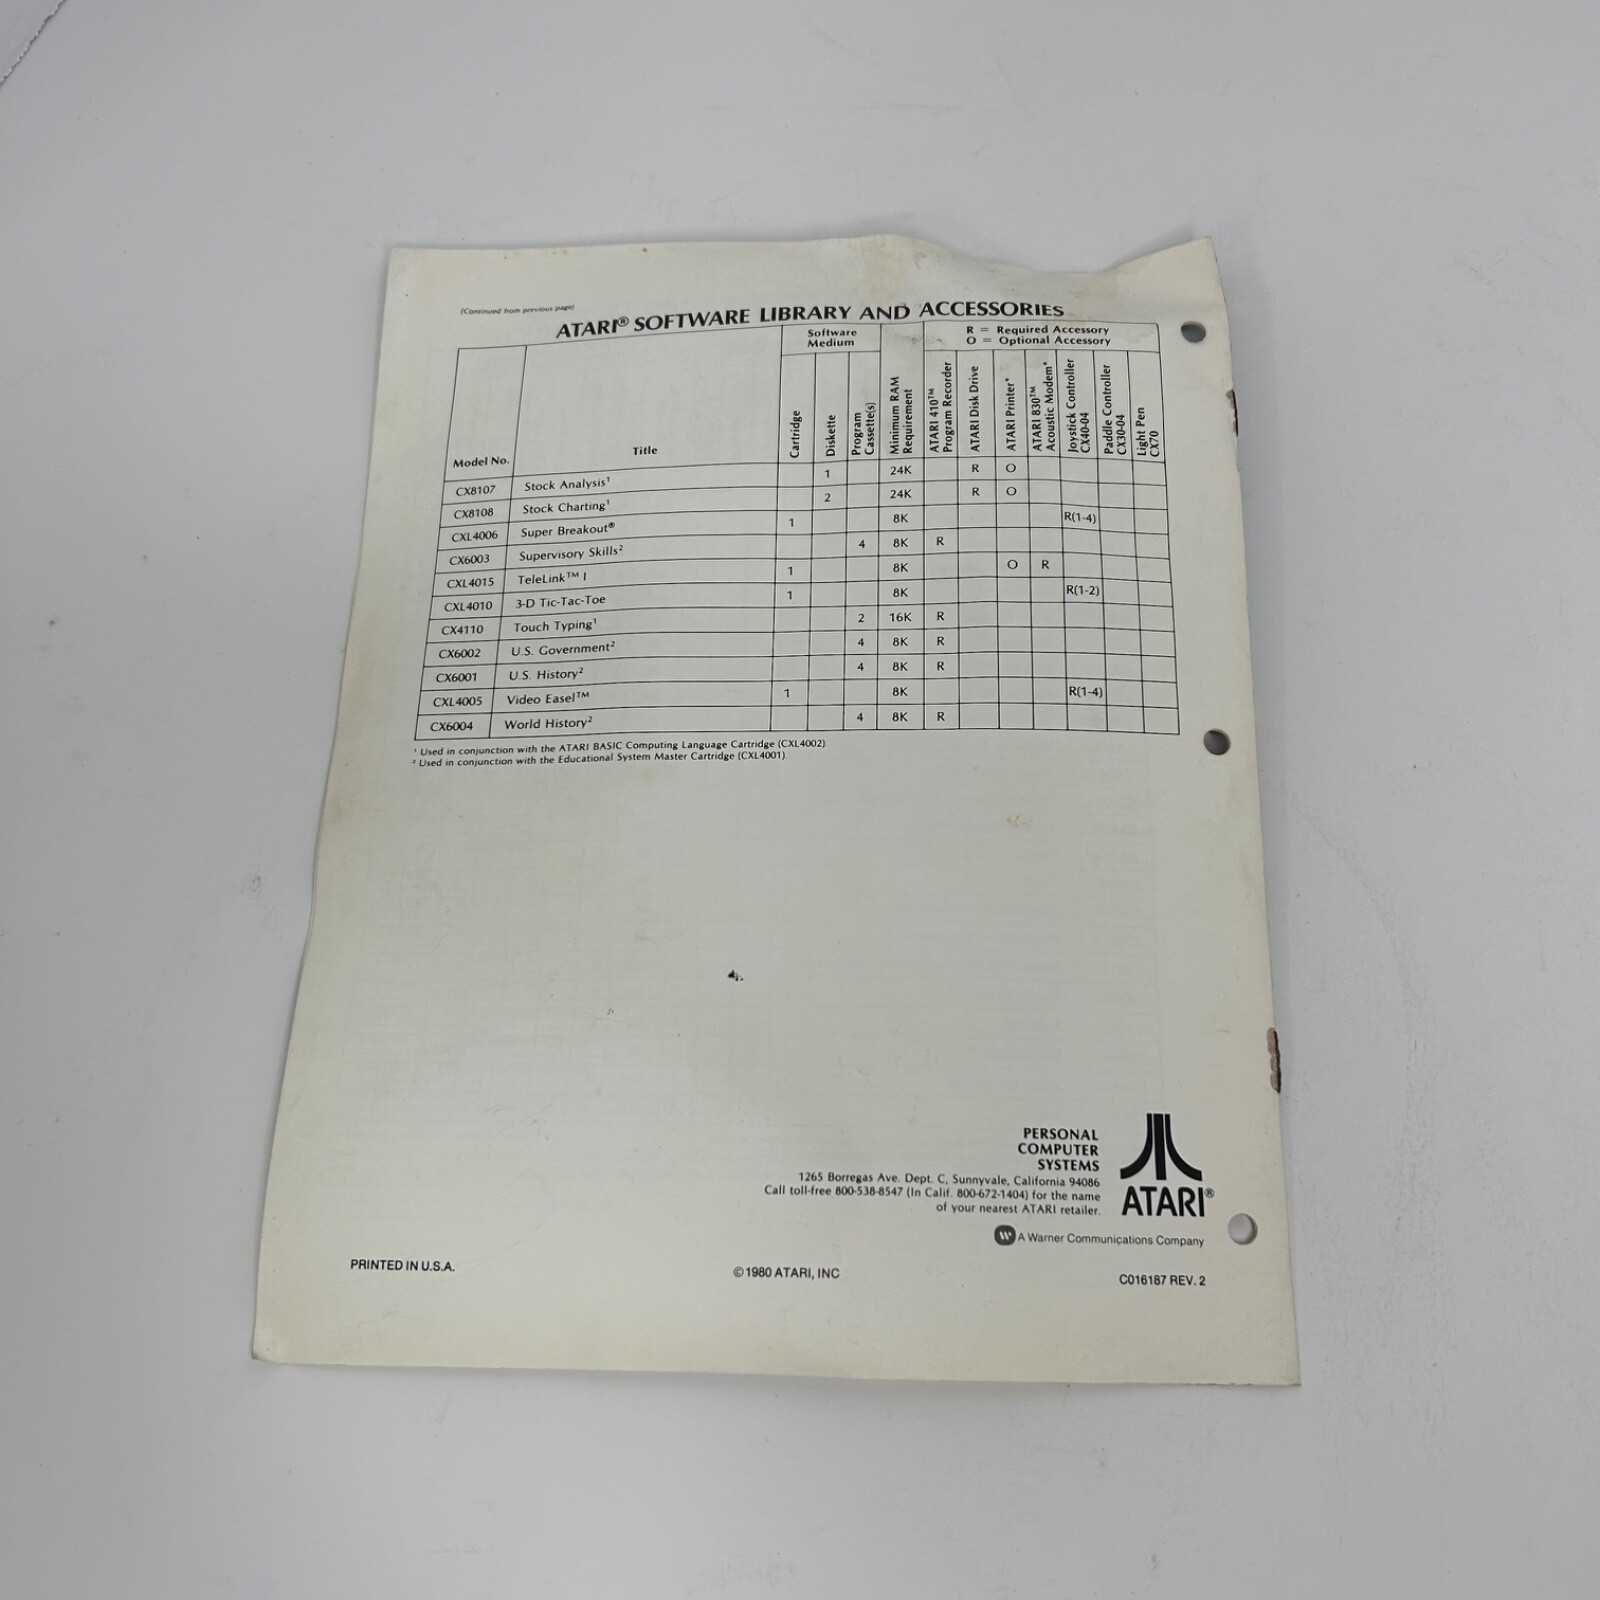 (Continued from previous page)
ATARI® SOFTWARE LIBRARY AND ACCESSORIES
Software Medium
R = Required Accessory
O = Optional Accessory
Model No. Title Cartridge Diskette Program Cassette(s) Minimum RAM Requirement ATARI 410™ Program Recorder ATARI Disk Drive ATARI Printer* ATARI 830™ Acoustic Modem* Joystick Controller CX40-04 Paddle Controller CX30-04 Light Pen CX70
CX8107 Stock Analysis¹ 1 24K R O
CX8108 Stock Charting¹ 2 24K R O
CXL4006 Super Breakout® 1 8K R(1-4)
CX6003 Supervisory Skills² 4 8K R
CXL4015 TeleLink™ I 1 8K O R
CXL4010 3-D Tic-Tac-Toe 1 8K R(1-2)
CX4110 Touch Typing¹ 2 16K R
CX6002 U.S. Government² 4 8K R
CX6001 U.S. History² 4 8K R
CXL4005 Video Easel™ 1 8K R(1-4)
CX6004 World History² 4 8K R
¹ Used in conjunction with the ATARI BASIC Computing Language Cartridge (CXL4002)
² Used in conjunction with the Educational System Master Cartridge (CXL4001).
PERSONAL
COMPUTER
SYSTEMS
1265 Borregas Ave. Dept. C, Sunnyvale, California 94086
Call toll-free 800-538-8547 (In Calif. 800-672-1404) for the name
of your nearest ATARI retailer.
ATARI®
A Warner Communications Company
PRINTED IN U.S.A.
©1980 ATARI, INC
C016187 REV. 2